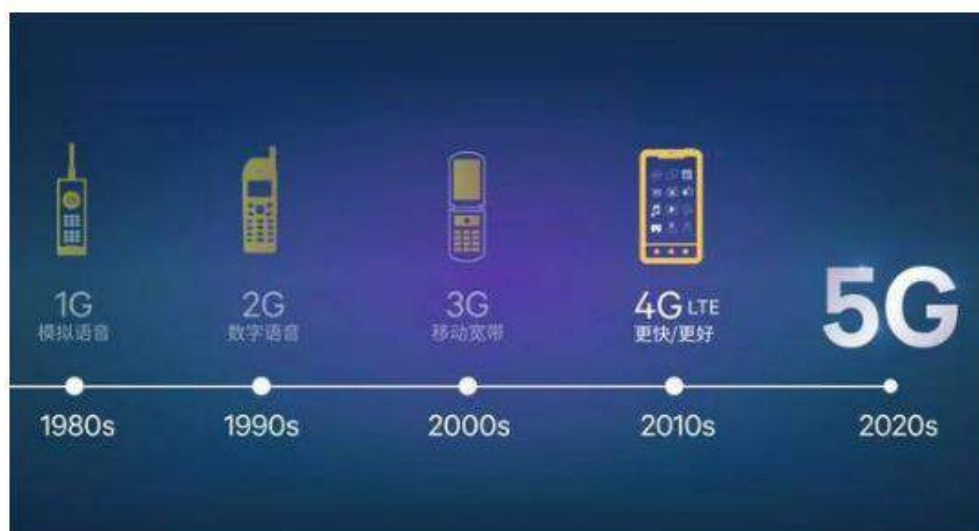 1G
模拟语音
2G
数字语音
3G
移动宽带
4G LTE
更快/更好
5G
1980s
1990s
2000s
2010s
2020s